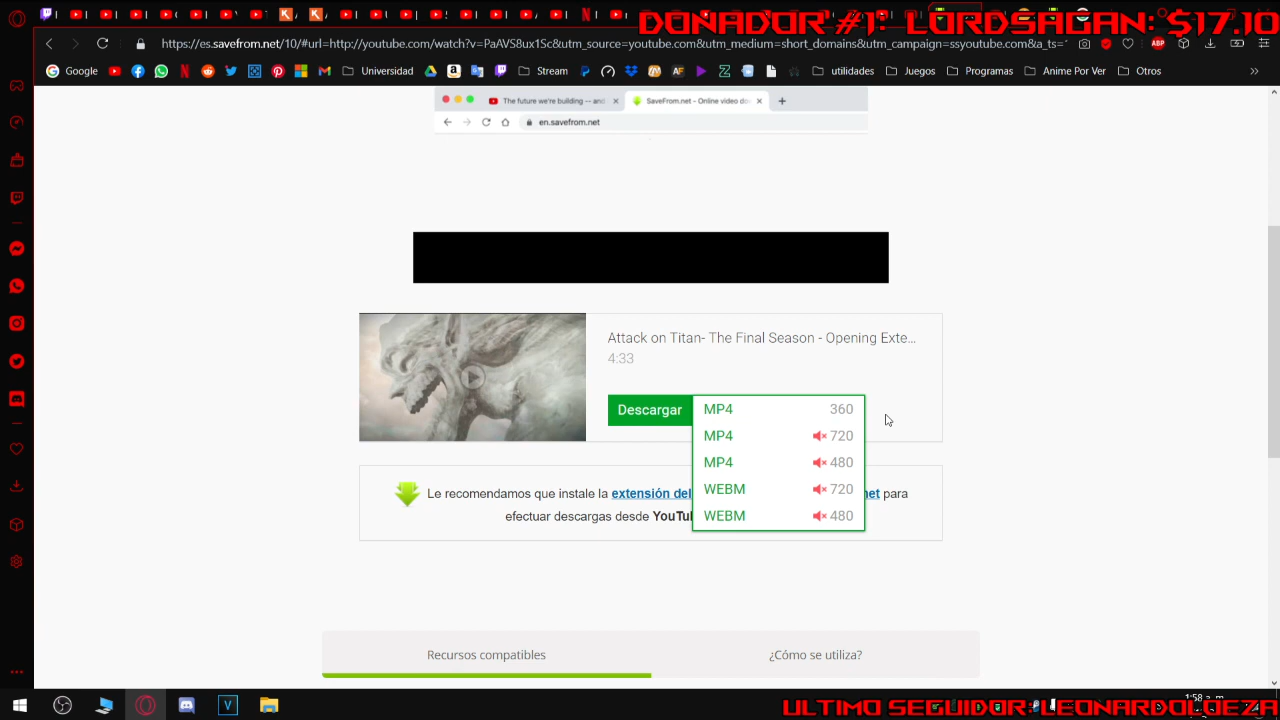 DONADOR #1: LORDSAGAN: $17.10
https://es.savefrom.net/10/#url=http://youtube.com/watch?v=PaAVS8ux1Sc&utm_source=youtube.com&utm_medium=short_domains&utm_campaign=ssyoutube.com&a_ts=
ABP
Google
Universidad
Stream
AF
utilidades
Juegos
Programas
Anime Por Ver
Otros
The future we're building -- and
SaveFrom.net - Online video do
en.savefrom.net
Attack on Titan- The Final Season - Opening Exte...
4:33
Descargar
MP4 360
MP4 720
MP4 480
WEBM 720
WEBM 480
Le recomendamos que instale la extensión del net para
efectuar descargas desde YouTu
Recursos compatibles
¿Cómo se utiliza?
1:58 a. m.
ULTIMO SEGUIDOR: LEONARDOLOEZA